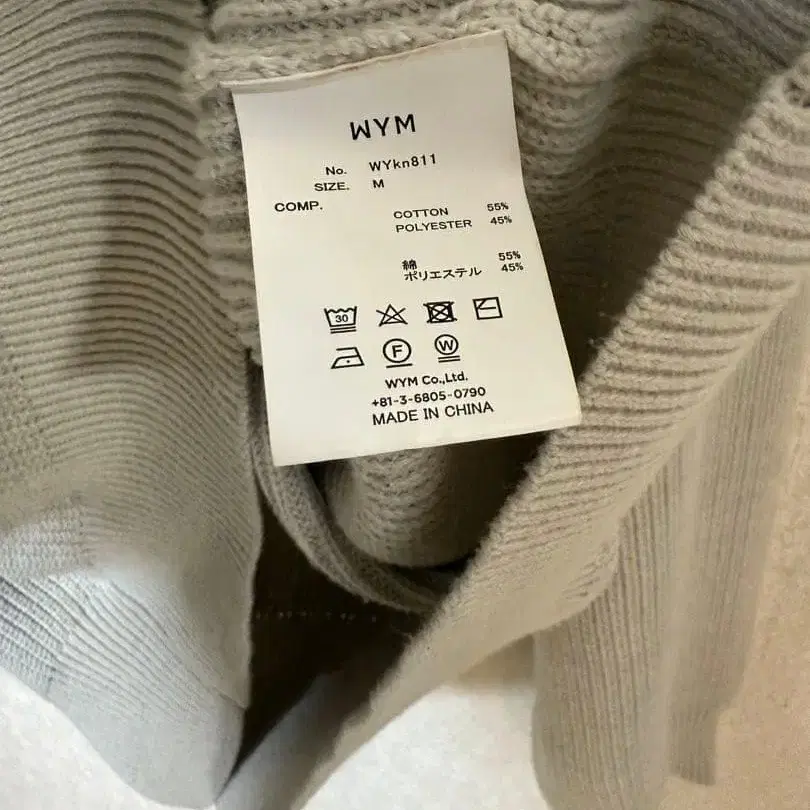 WYM
No. WYkn811
SIZE. M
COMP.
COTTON 55%
POLYESTER 45%
綿 55%
ポリエステル 45%
30
F W
WYM Co.,Ltd.
+81-3-6805-0790
MADE IN CHINA